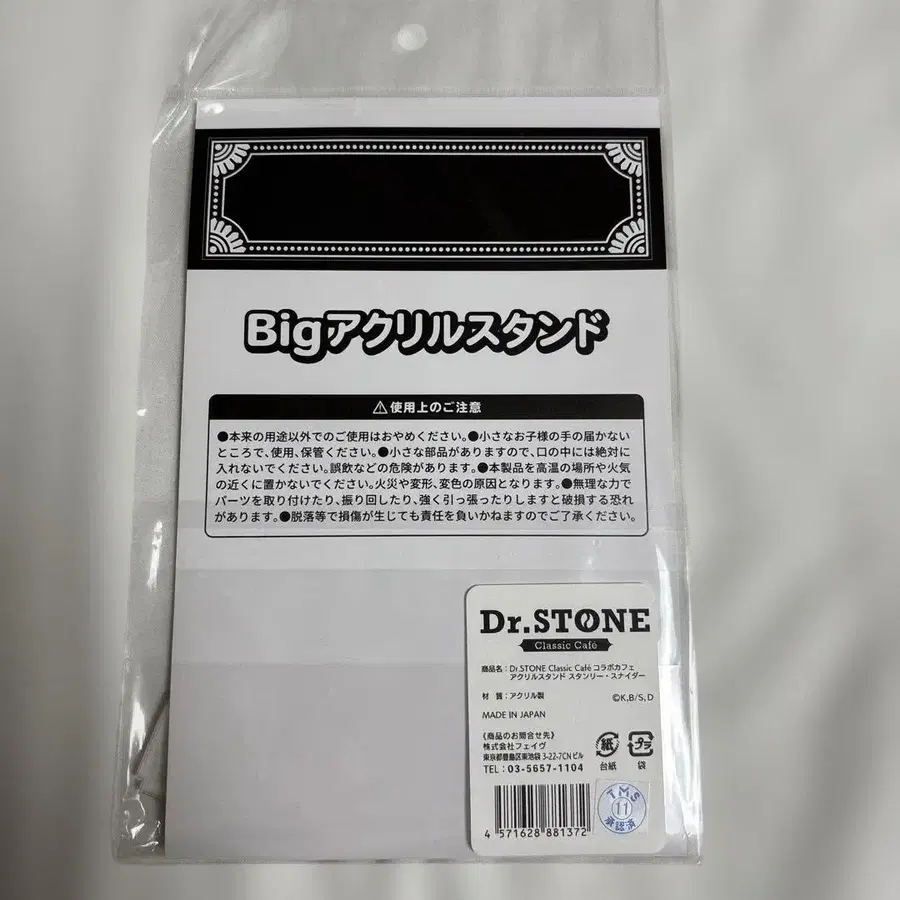 Bigアクリルスタンド
⚠使用上のご注意
●本来の用途以外でのご使用はおやめください。●小さなお子様の手の届かない
ところで、使用、保管ください。●小さな部品がありますので、口の中には絶対に
入れないでください。誤飲などの危険があります。●本製品を高温の場所や火気
の近くに置かないでください。火災や変形、変色の原因となります。●無理な力で
パーツを取り付けたり、振り回したり、強く引っ張ったりしますと破損する恐れ
があります。●脱落等で損傷が生じても責任を負いかねますのでご了承ください。
Dr.STONE
Classic Café
商品名：Dr.STONE Classic Café コラボカフェ
アクリルスタンド スタンリー・スナイダー
材 質：アクリル製
©K,B/S,D
MADE IN JAPAN
《商品のお問合せ先》
株式会社フェイヴ
東京都豊島区東池袋 3-22-7CNビル
TEL：03-5657-1104
紙
台紙
プラ
袋
4 571628 881372
TMS
11
承認済